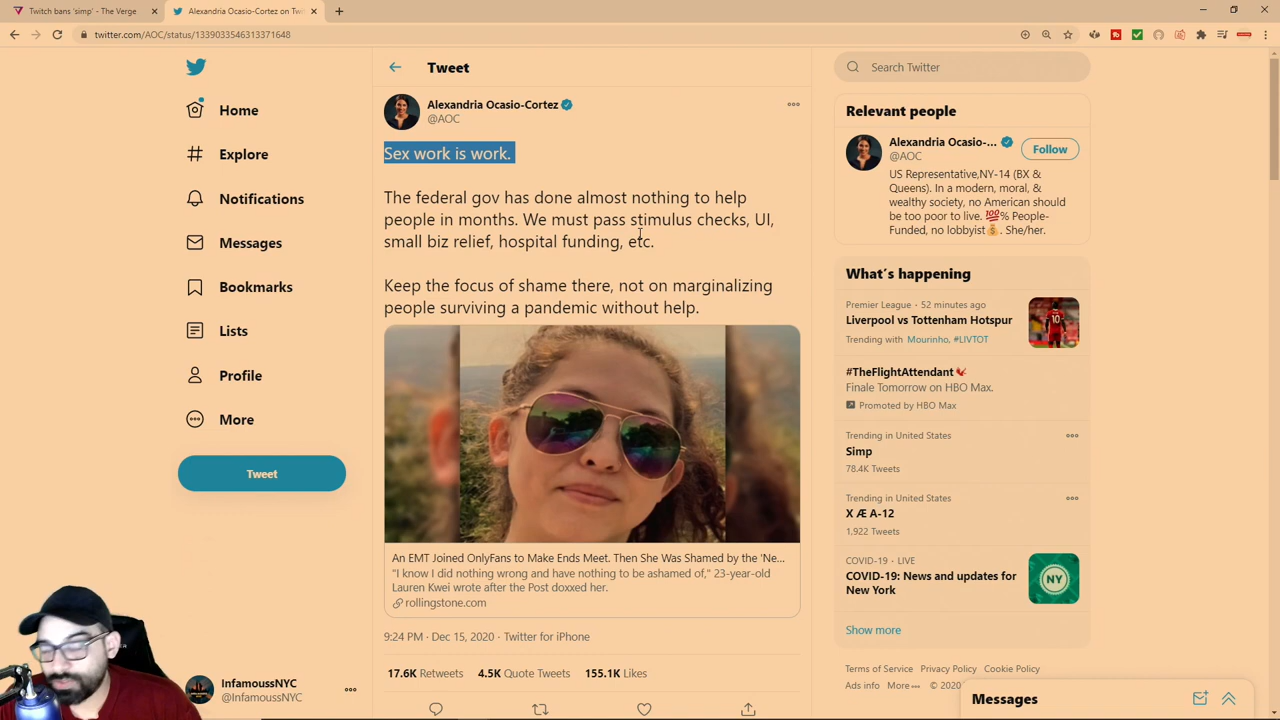 Twitch bans 'simp' - The Verge
Alexandria Ocasio-Cortez on Twi
twitter.com/AOC/status/1339033546313371648
Home
Explore
Notifications
Messages
Bookmarks
Lists
Profile
More
Tweet
InfamoussNYC
@InfamoussNYC
Tweet
Alexandria Ocasio-Cortez
@AOC
Sex work is work.
The federal gov has done almost nothing to help
people in months. We must pass stimulus checks, UI,
small biz relief, hospital funding, etc.
Keep the focus of shame there, not on marginalizing
people surviving a pandemic without help.
An EMT Joined OnlyFans to Make Ends Meet. Then She Was Shamed by the 'Ne...
"I know I did nothing wrong and have nothing to be ashamed of," 23-year-old
Lauren Kwei wrote after the Post doxxed her.
rollingstone.com
9:24 PM · Dec 15, 2020 · Twitter for iPhone
17.6K Retweets 4.5K Quote Tweets 155.1K Likes
Search Twitter
Relevant people
Alexandria Ocasio-...
@AOC
Follow
US Representative,NY-14 (BX &
Queens). In a modern, moral, &
wealthy society, no American should
be too poor to live. 💯% People-
Funded, no lobbyist💰. She/her.
What's happening
Premier League · 52 minutes ago
Liverpool vs Tottenham Hotspur
Trending with Mourinho, #LIVTOT
#TheFlightAttendant
Finale Tomorrow on HBO Max.
Promoted by HBO Max
Trending in United States
Simp
78.4K Tweets
Trending in United States
X Æ A-12
1,922 Tweets
COVID-19 · LIVE
COVID-19: News and updates for
New York
NY
Show more
Terms of Service Privacy Policy Cookie Policy
Ads info More © 2020
Messages